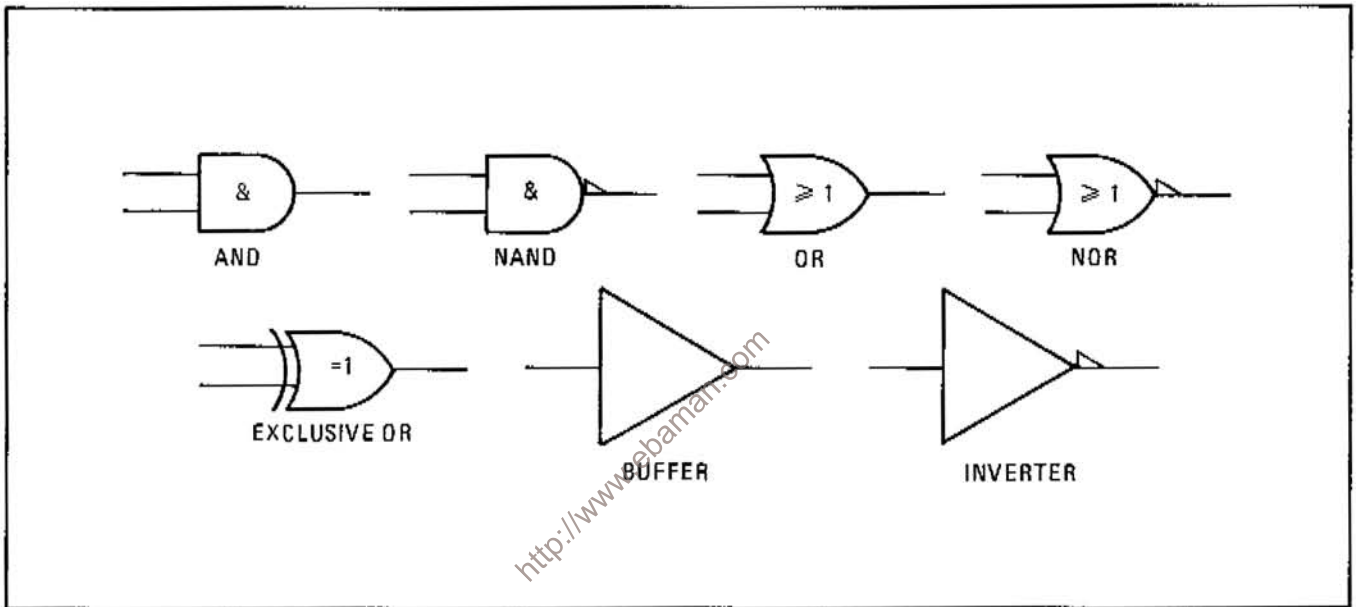 & & ⩾ 1 ⩾ 1
AND NAND OR NOR
=1
EXCLUSIVE OR BUFFER INVERTER
http://www.ebaman.com